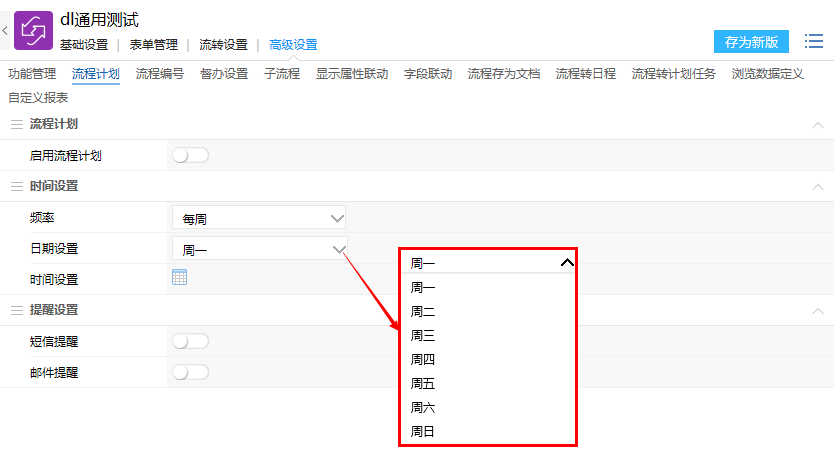 dl通用测试
基础设置 | 表单管理 | 流转设置 | 高级设置
存为新版
功能管理 流程计划 流程编号 督办设置 子流程 显示属性联动 字段联动 流程存为文档 流程转日程 流程转计划任务 浏览数据定义
自定义报表
流程计划
启用流程计划
时间设置
频率 每周
日期设置 周一
时间设置
提醒设置
短信提醒
邮件提醒
周一
周一
周二
周三
周四
周五
周六
周日